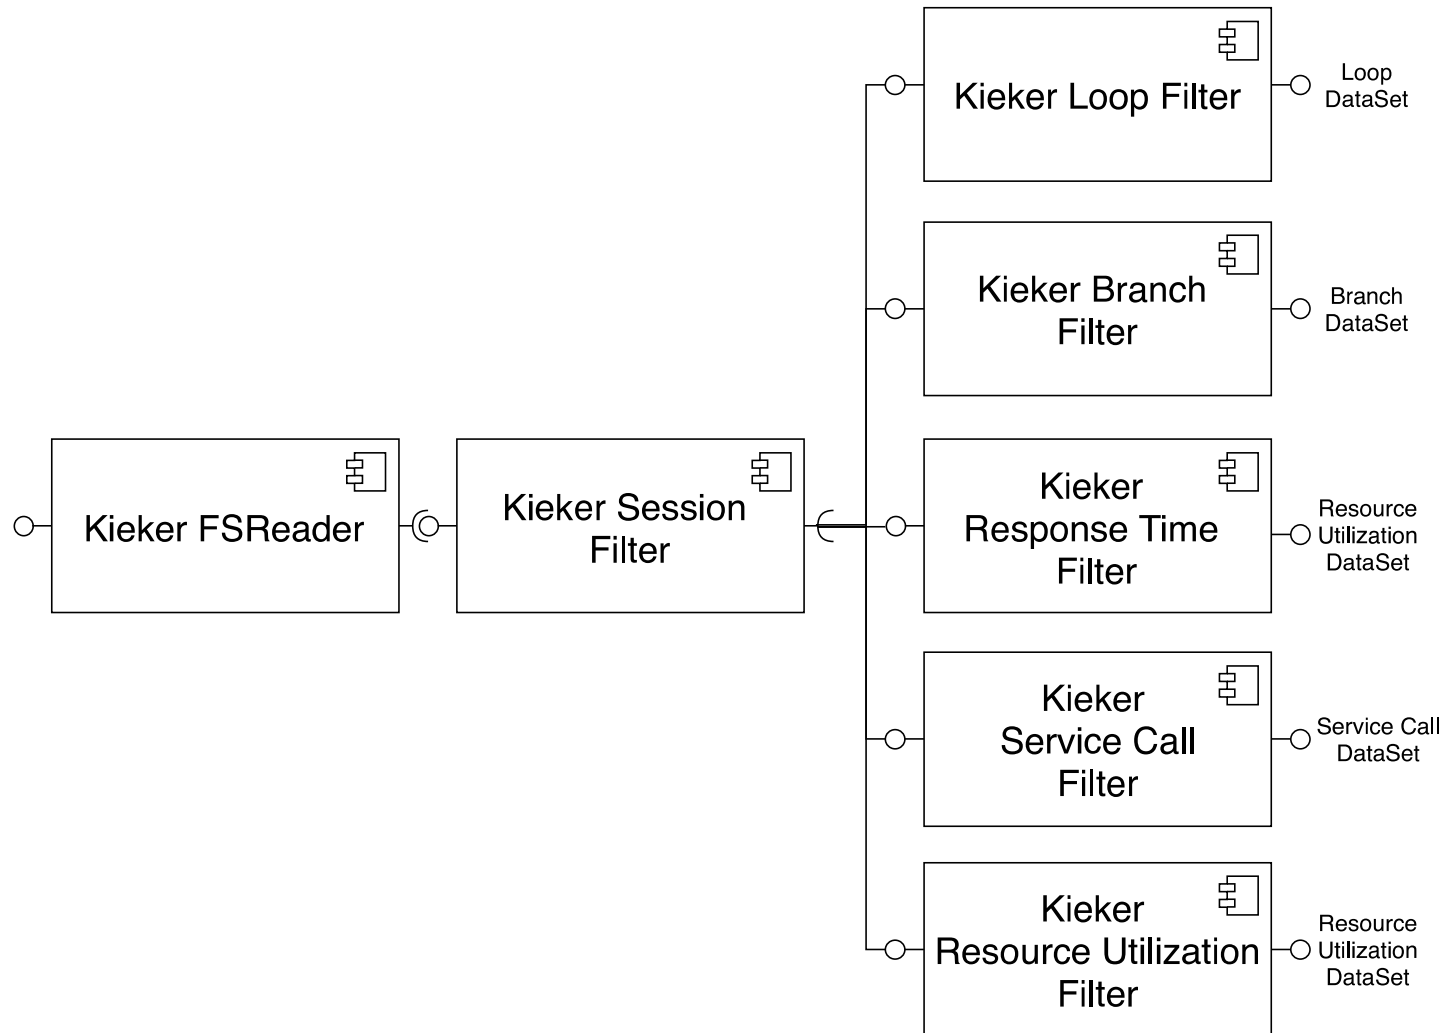 Kieker Loop Filter
Loop
DataSet
Kieker Branch
Filter
Branch
DataSet
Kieker FSReader
Kieker Session
Filter
Kieker
Response Time
Filter
Resource
Utilization
DataSet
Kieker
Service Call
Filter
Service Call
DataSet
Kieker
Resource Utilization
Filter
Resource
Utilization
DataSet